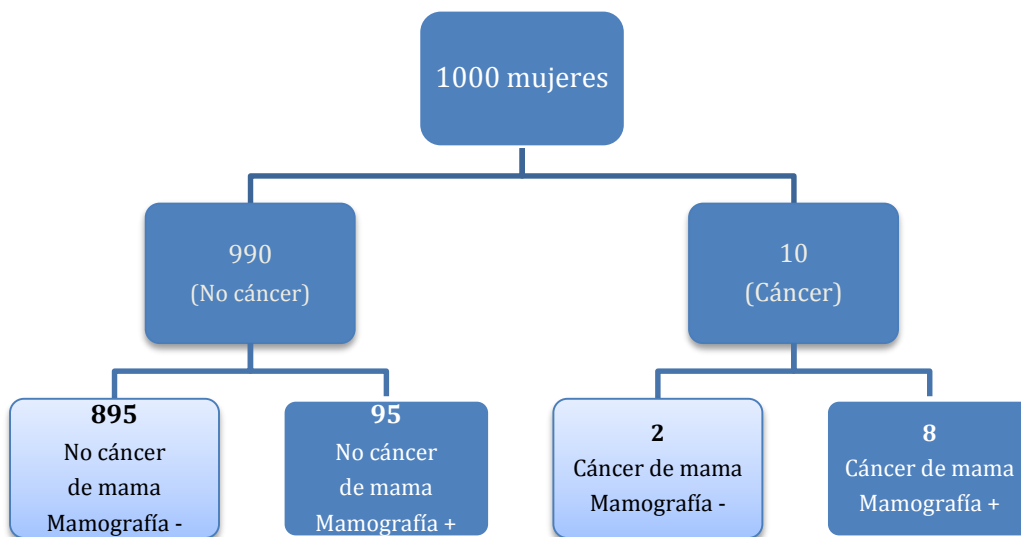 1000 mujeres
990
(No cáncer)
10
(Cáncer)
895
No cáncer
de mama
Mamografía -
95
No cáncer
de mama
Mamografía +
2
Cáncer de mama
Mamografía -
8
Cáncer de mama
Mamografía +